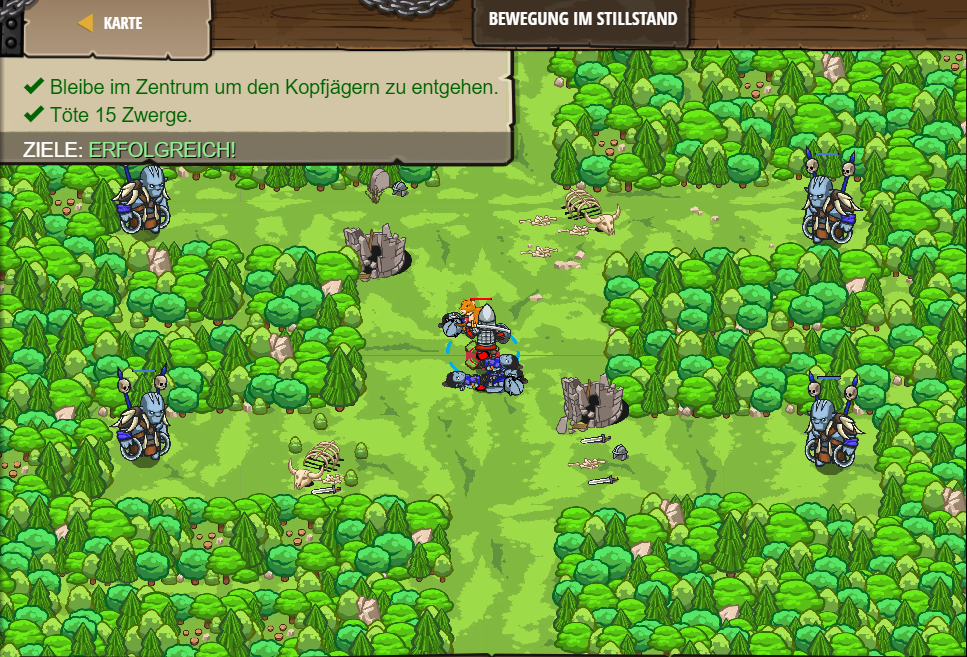 KARTE
BEWEGUNG IM STILLSTAND
Bleibe im Zentrum um den Kopfjägern zu entgehen.
Töte 15 Zwerge.
ZIELE: ERFOLGREICH!